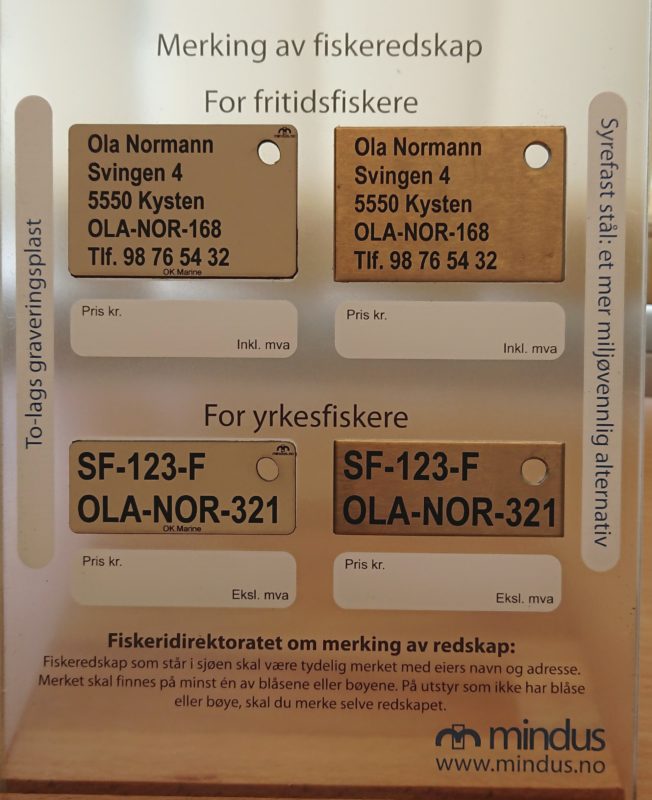 Merking av fiskeredskap
For fritidsfiskere
To-lags graveringsplast
Syrefast stål: et mer miljøvennlig alternativ
Ola Normann
Svingen 4
5550 Kysten
OLA-NOR-168
Tlf. 98 76 54 32
OK Marine
Ola Normann
Svingen 4
5550 Kysten
OLA-NOR-168
Tlf. 98 76 54 32
Pris kr.
Inkl. mva
Pris kr.
Inkl. mva
For yrkesfiskere
mindus.no
SF-123-F
OLA-NOR-321
OK Marine
SF-123-F
OLA-NOR-321
Pris kr.
Eksl. mva
Pris kr.
Eksl. mva
Fiskeridirektoratet om merking av redskap:
Fiskeredskap som står i sjøen skal være tydelig merket med eiers navn og adresse.
Merket skal finnes på minst én av blåsene eller bøyene. På utstyr som ikke har blåse
eller bøye, skal du merke selve redskapet.
mindus
www.mindus.no